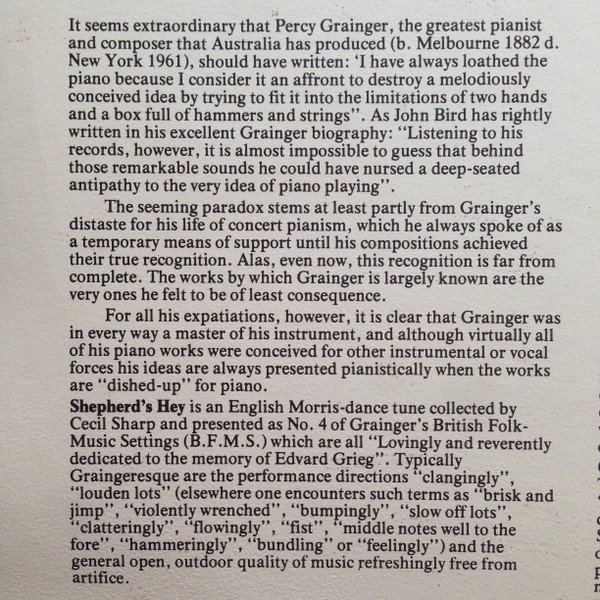 It seems extraordinary that Percy Grainger, the greatest pianist
and composer that Australia has produced (b. Melbourne 1882 d.
New York 1961), should have written: ‘I have always loathed the
piano because I consider it an affront to destroy a melodiously
conceived idea by trying to fit it into the limitations of two hands
and a box full of hammers and strings”. As John Bird has rightly
written in his excellent Grainger biography: “Listening to his
records, however, it is almost impossible to guess that behind
those remarkable sounds he could have nursed a deep-seated
antipathy to the very idea of piano playing”.
The seeming paradox stems at least partly from Grainger’s
distaste for his life of concert pianism, which he always spoke of as
a temporary means of support until his compositions achieved
their true recognition. Alas, even now, this recognition is far from
complete. The works by which Grainger is largely known are the
very ones he felt to be of least consequence.
For all his expatiations, however, it is clear that Grainger was
in every way a master of his instrument, and although virtually all
of his piano works were conceived for other instrumental or vocal
forces his ideas are always presented pianistically when the works
are “dished-up” for piano.
Shepherd’s Hey is an English Morris-dance tune collected by
Cecil Sharp and presented as No. 4 of Grainger’s British Folk-
Music Settings (B.F.M.S.) which are all “Lovingly and reverently
dedicated to the memory of Edvard Grieg”. Typically
Graingeresque are the performance directions “clangingly”,
“louden lots” (elsewhere one encounters such terms as “brisk and
jimp”, “violently wrenched”, “bumpingly”, “slow off lots”,
“clatteringly”, “flowingly”, “fist”, “middle notes well to the
fore”, “hammeringly”, “bundling” or “feelingly”) and the
general open, outdoor quality of music refreshingly free from
artifice.